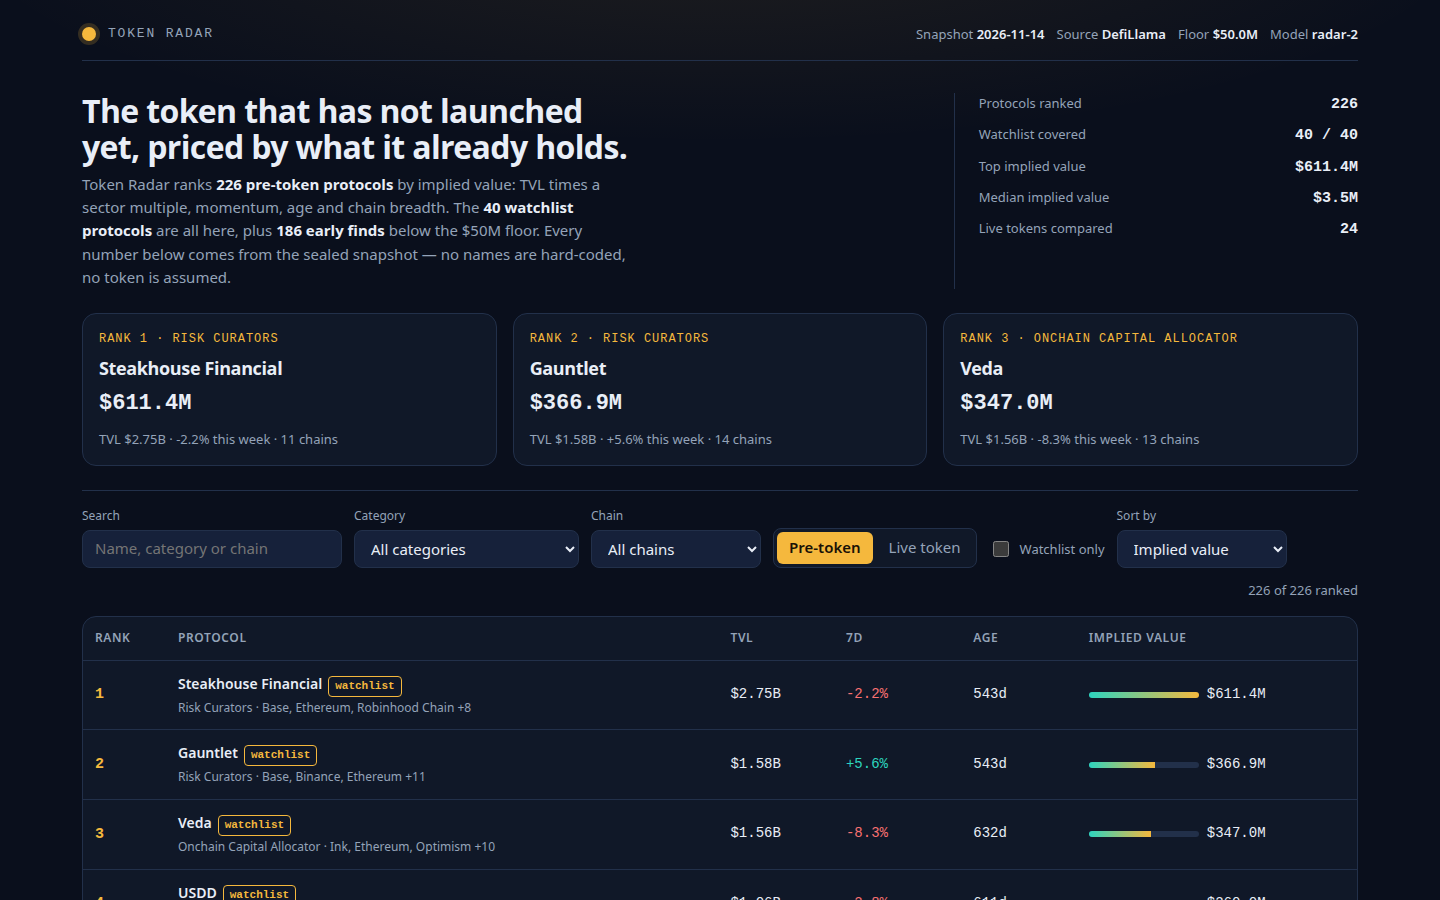 TOKEN RADAR
Snapshot 2026-11-14 Source DefiLlama Floor $50.0M Model radar-2
The token that has not launched
yet, priced by what it already holds.
Token Radar ranks 226 pre-token protocols by implied value: TVL times a
sector multiple, momentum, age and chain breadth. The 40 watchlist
protocols are all here, plus 186 early finds below the $50M floor. Every
number below comes from the sealed snapshot — no names are hard-coded,
no token is assumed.
Protocols ranked 226
Watchlist covered 40 / 40
Top implied value $611.4M
Median implied value $3.5M
Live tokens compared 24
RANK 1 · RISK CURATORS
Steakhouse Financial
$611.4M
TVL $2.75B · -2.2% this week · 11 chains
RANK 2 · RISK CURATORS
Gauntlet
$366.9M
TVL $1.58B · +5.6% this week · 14 chains
RANK 3 · ONCHAIN CAPITAL ALLOCATOR
Veda
$347.0M
TVL $1.56B · -8.3% this week · 13 chains
Search Category Chain Sort by
Name, category or chain All categories All chains Pre-token Live token Watchlist only Implied value
226 of 226 ranked
RANK PROTOCOL TVL 7D AGE IMPLIED VALUE
1 Steakhouse Financial watchlist $2.75B -2.2% 543d $611.4M
Risk Curators · Base, Ethereum, Robinhood Chain +8
2 Gauntlet watchlist $1.58B +5.6% 543d $366.9M
Risk Curators · Base, Binance, Ethereum +11
3 Veda watchlist $1.56B -8.3% 632d $347.0M
Onchain Capital Allocator · Ink, Ethereum, Optimism +10
USDD watchlist